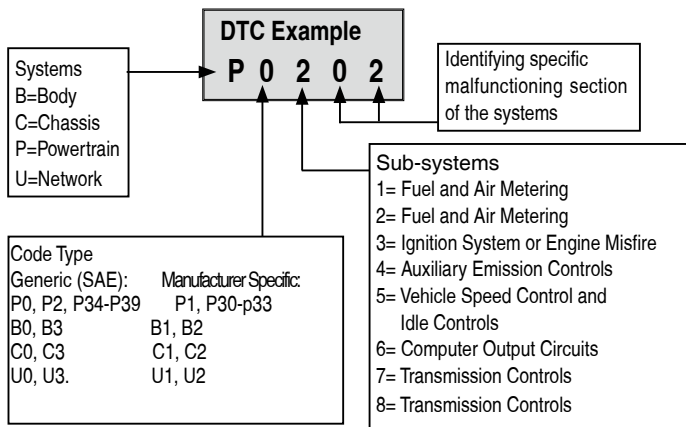 DTC Example
P 0 2 0 2
Systems
B=Body
C=Chassis
P=Powertrain
U=Network
Identifying specific
malfunctioning section
of the systems
Sub-systems
1= Fuel and Air Metering
2= Fuel and Air Metering
3= Ignition System or Engine Misfire
4= Auxiliary Emission Controls
5= Vehicle Speed Control and
Idle Controls
6= Computer Output Circuits
7= Transmission Controls
8= Transmission Controls
Code Type
Generic (SAE): Manufacturer Specific:
P0, P2, P34-P39 P1, P30-p33
B0, B3 B1, B2
C0, C3 C1, C2
U0, U3. U1, U2